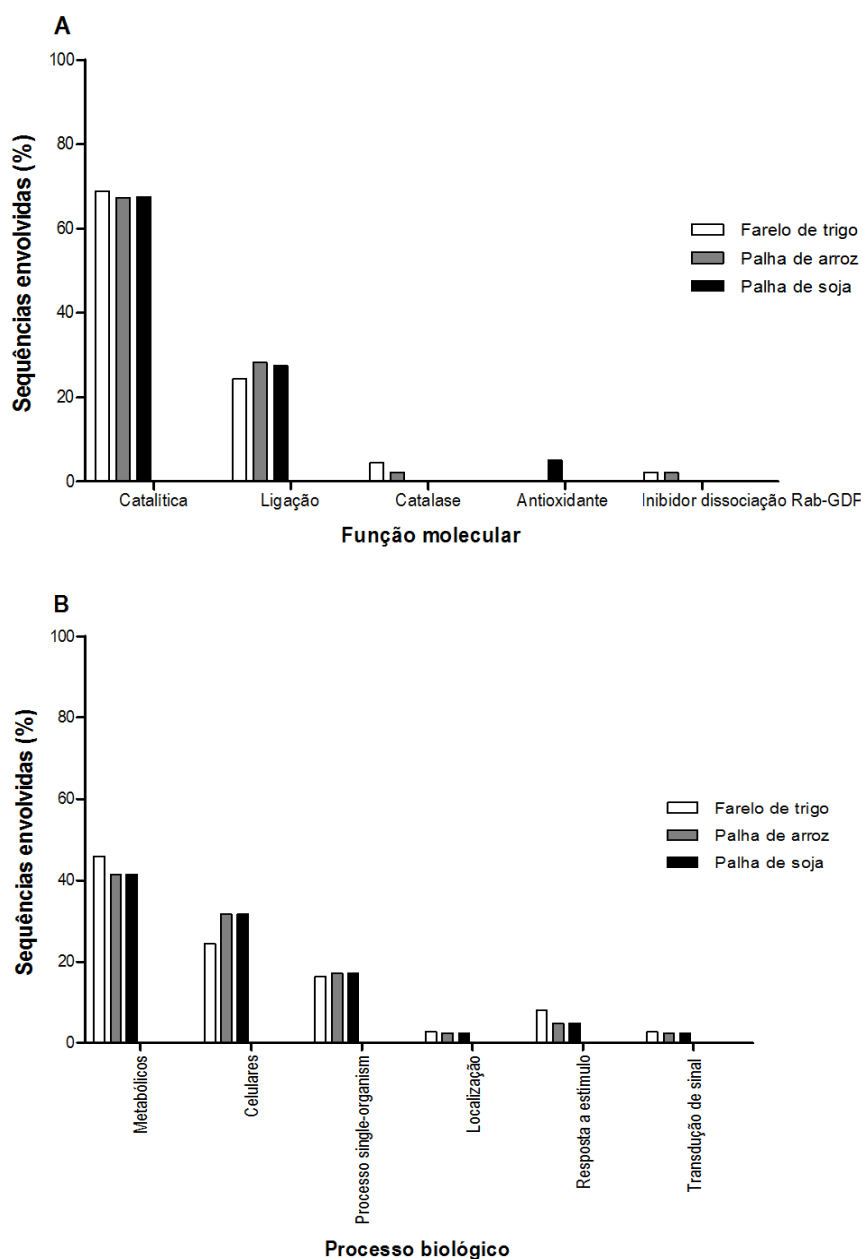 A
Sequências envolvidas (%)
100
80
60
40
20
0
Farelo de trigo
Palha de arroz
Palha de soja
Catalítica
Ligação
Catalase
Antioxidante
Inibidor dissociação Rab-GDF
Função molecular
B
Sequências envolvidas (%)
100
80
60
40
20
0
Farelo de trigo
Palha de arroz
Palha de soja
Metabólicos
Celulares
Processo single-organism
Localização
Resposta a estímulo
Transdução de sinal
Processo biológico